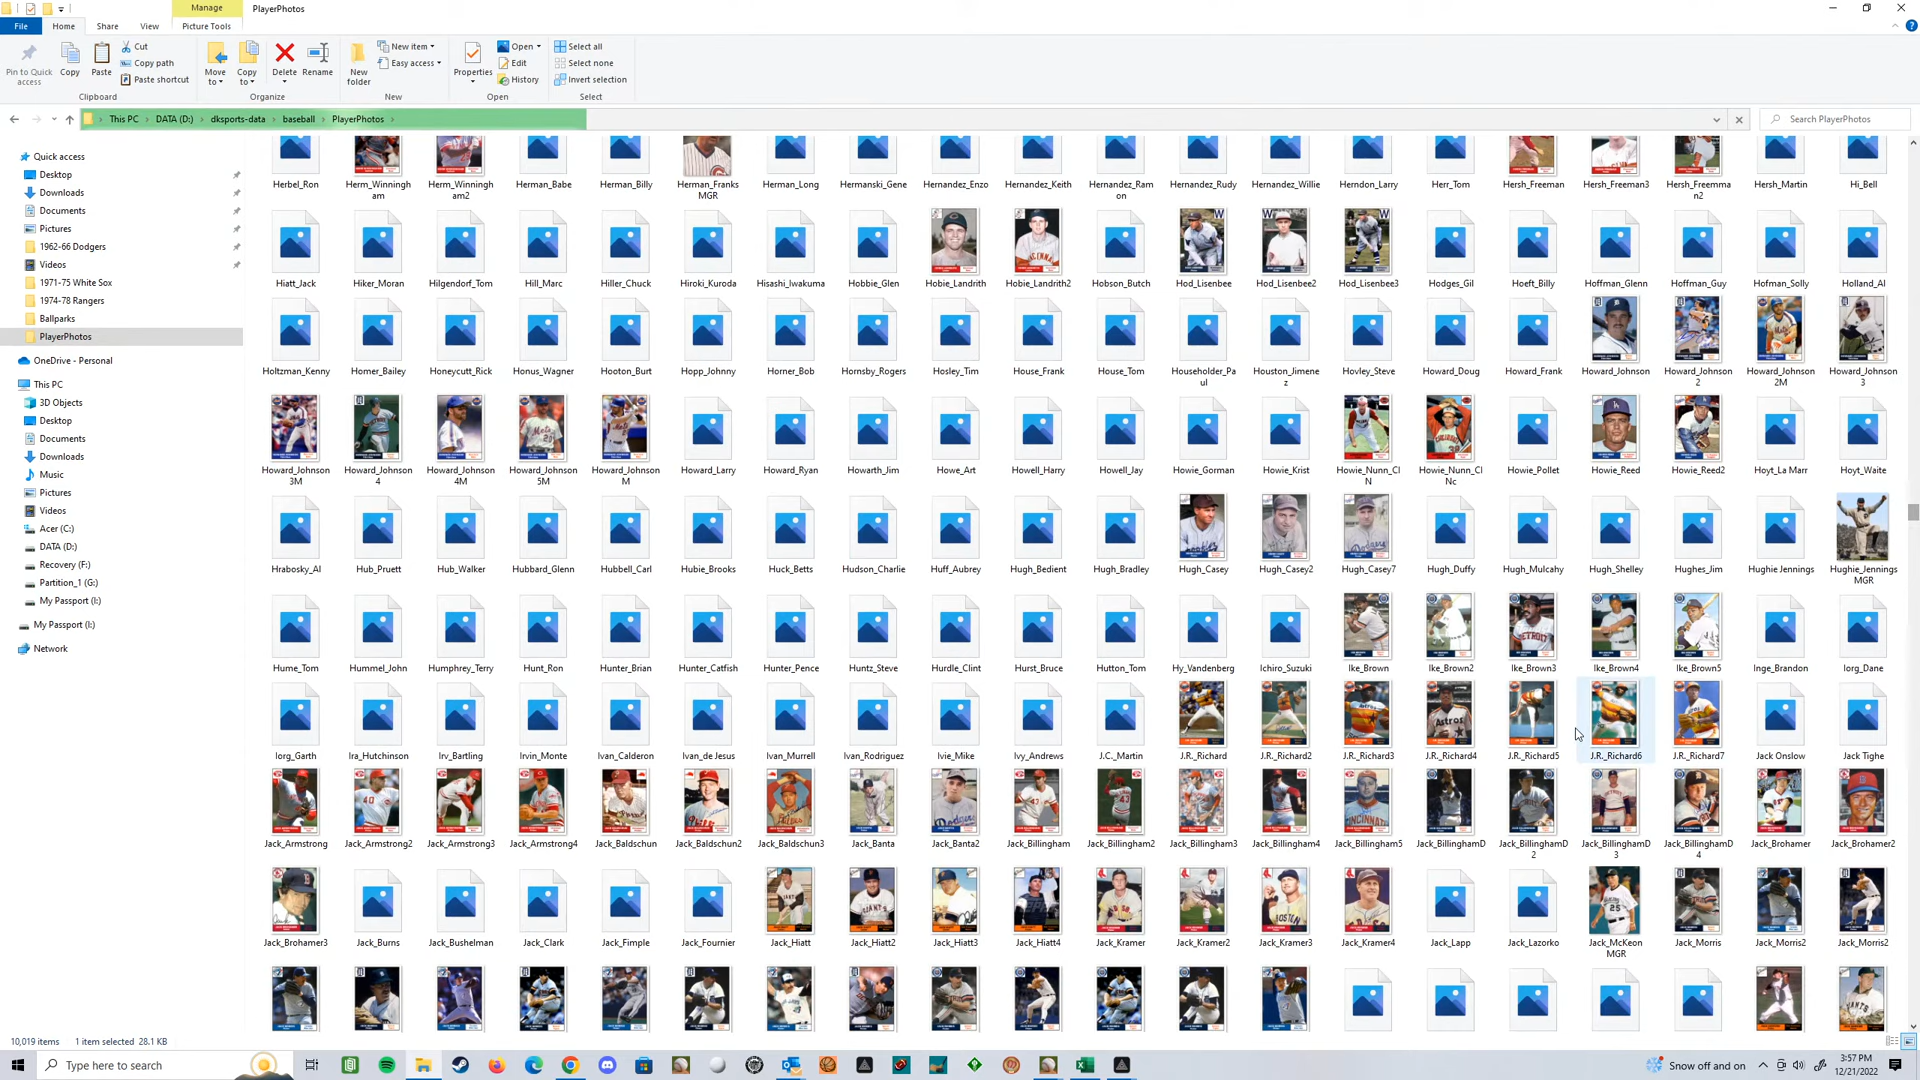 Manage
PlayerPhotos
File
Home
Share
View
Picture Tools
Pin to Quick access
Copy
Paste
Cut
Copy path
Paste shortcut
Clipboard
Move to
Copy to
Delete
Rename
Organize
New folder
New item
Easy access
New
Properties
Open
Edit
History
Open
Select all
Select none
Invert selection
Select
This PC > DATA (D:) > dksports-data > baseball > PlayerPhotos >
Search PlayerPhotos
Quick access
Desktop
Downloads
Documents
Pictures
1962-66 Dodgers
Videos
1971-75 White Sox
1974-78 Rangers
Ballparks
PlayerPhotos
OneDrive - Personal
This PC
3D Objects
Desktop
Documents
Downloads
Music
Pictures
Videos
Acer (C:)
DATA (D:)
Recovery (F:)
Partition_1 (G:)
My Passport (I:)
My Passport (I:)
Network
Herbel_Ron Herm_Winningham Herm_Winningham2 Herman_Babe Herman_Billy Herman_FranksMGR Herman_Long Hermanski_Gene Hernandez_Enzo Hernandez_Keith Hernandez_Ramon Hernandez_Rudy Hernandez_Willie Herndon_Larry Herr_Tom Hersh_Freeman Hersh_Freeman3 Hersh_Freemman2 Hersh_Martin Hi_Bell
Hiatt_Jack Hiker_Moran Hilgendorf_Tom Hill_Marc Hiller_Chuck Hiroki_Kuroda Hisashi_Iwakuma Hobbie_Glen Hobie_Landrith Hobie_Landrith2 Hobson_Butch Hod_Lisenbee Hod_Lisenbee2 Hod_Lisenbee3 Hodges_Gil Hoeft_Billy Hoffman_Glenn Hoffman_Guy Hofman_Solly Holland_Al
Holtzman_Kenny Homer_Bailey Honeycutt_Rick Honus_Wagner Hooton_Burt Hopp_Johnny Horner_Bob Hornsby_Rogers Hosley_Tim House_Frank House_Tom Householder_Paul Houston_Jimenez Hovley_Steve Howard_Doug Howard_Frank Howard_Johnson Howard_Johnson2 Howard_Johnson2M Howard_Johnson3
Howard_Johnson3M Howard_Johnson4 Howard_Johnson4M Howard_Johnson5M Howard_JohnsonM Howard_Larry Howard_Ryan Howarth_Jim Howe_Art Howell_Harry Howell_Jay Howie_Gorman Howie_Krist Howie_Nunn_CIN Howie_Nunn_CINc Howie_Pollet Howie_Reed Howie_Reed2 Hoyt_La Marr Hoyt_Waite
Hrabosky_Al Hub_Pruett Hub_Walker Hubbard_Glenn Hubbell_Carl Hubie_Brooks Huck_Betts Hudson_Charlie Huff_Aubrey Hugh_Bedient Hugh_Bradley Hugh_Casey Hugh_Casey2 Hugh_Casey7 Hugh_Duffy Hugh_Mulcahy Hugh_Shelley Hughes_Jim Hughie Jennings Hughie_JenningsMGR
Hume_Tom Hummel_John Humphrey_Terry Hunt_Ron Hunter_Brian Hunter_Catfish Hunter_Pence Huntz_Steve Hurdle_Clint Hurst_Bruce Hutton_Tom Hy_Vandenberg Ichiro_Suzuki Ike_Brown Ike_Brown2 Ike_Brown3 Ike_Brown4 Ike_Brown5 Inge_Brandon Iorg_Dane
Iorg_Garth Ira_Hutchinson Irv_Bartling Irvin_Monte Ivan_Calderon Ivan_de Jesus Ivan_Murrell Ivan_Rodriguez Ivie_Mike Ivy_Andrews J.C._Martin J.R._Richard J.R._Richard2 J.R._Richard3 J.R._Richard4 J.R._Richard5 J.R._Richard6 J.R._Richard7 Jack Onslow Jack Tighe
Jack_Armstrong Jack_Armstrong2 Jack_Armstrong3 Jack_Armstrong4 Jack_Baldschun Jack_Baldschun2 Jack_Baldschun3 Jack_Banta Jack_Banta2 Jack_Billingham Jack_Billingham2 Jack_Billingham3 Jack_Billingham4 Jack_Billingham5 Jack_BillinghamD Jack_BillinghamD2 Jack_BillinghamD3 Jack_BillinghamD4 Jack_Brohamer Jack_Brohamer2
Jack_Brohamer3 Jack_Burns Jack_Bushelman Jack_Clark Jack_Fimple Jack_Fournier Jack_Hiatt Jack_Hiatt2 Jack_Hiatt3 Jack_Hiatt4 Jack_Kramer Jack_Kramer2 Jack_Kramer3 Jack_Kramer4 Jack_Lapp Jack_Lazorko Jack_McKeonMGR Jack_Morris Jack_Morris2 Jack_Morris2
10,019 items 1 item selected 28.1 KB
Type here to search
Snow off and on
3:57 PM
12/21/2022